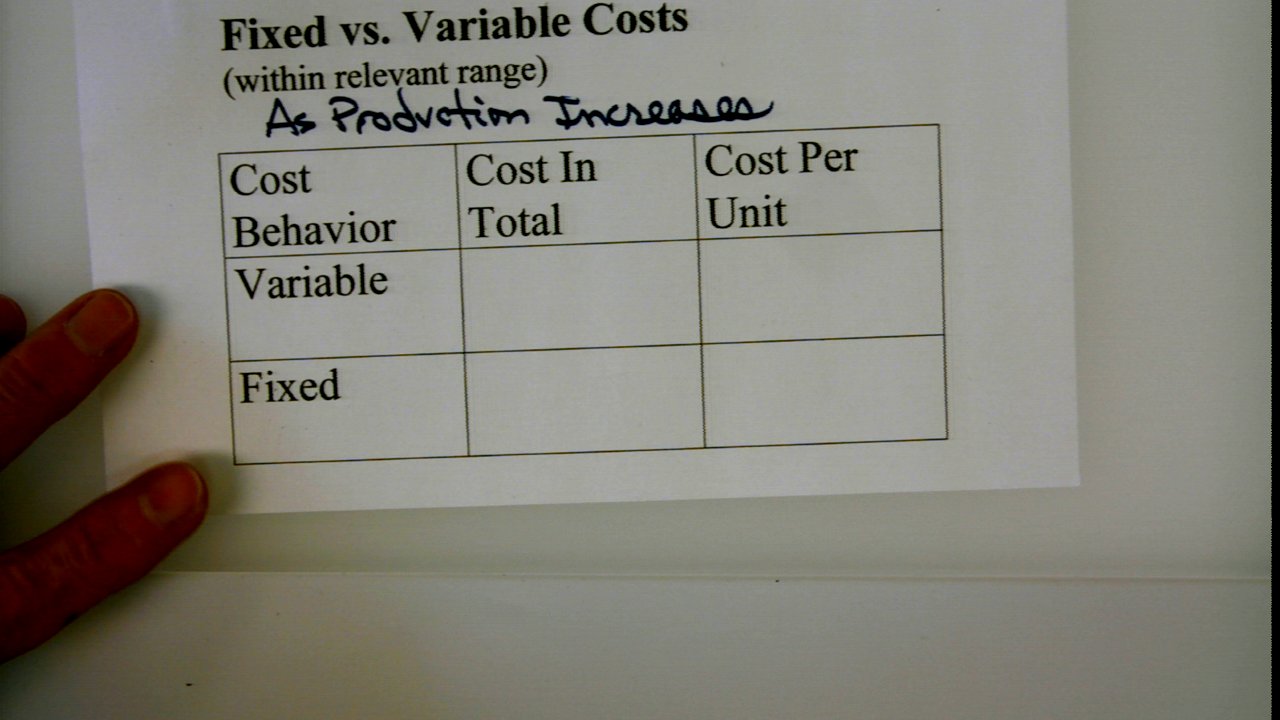 Fixed vs. Variable Costs
(within relevant range)
As Production Increases
Cost Behavior
Cost In Total
Cost Per Unit
Variable
Fixed